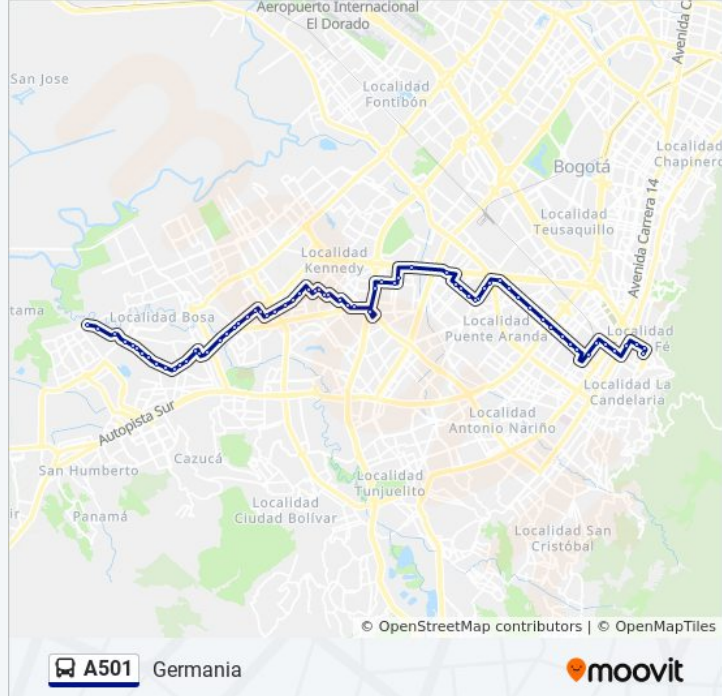 Aeropuerto Internacional
El Dorado
Avenida C
San Jose
Localidad
Fontibón
Localidad
Chapinero
Bogotá
Avenida Carrera 14
Localidad
Teusaquillo
Localidad
Kennedy
tama
Localidad Bosa
Localidad
Puente Aranda
Localidad
Fé
Localidad La
Candelaria
Autopista Sur
Localidad
Antonio Nariño
Cazucá
San Humberto
Localidad
Tunjuelito
Localidad
Ciudad Bolívar
ir
Panamá
Localidad San
Cristóbal
© OpenStreetMap contributors | © OpenMapTiles
A501 Germania
moovit